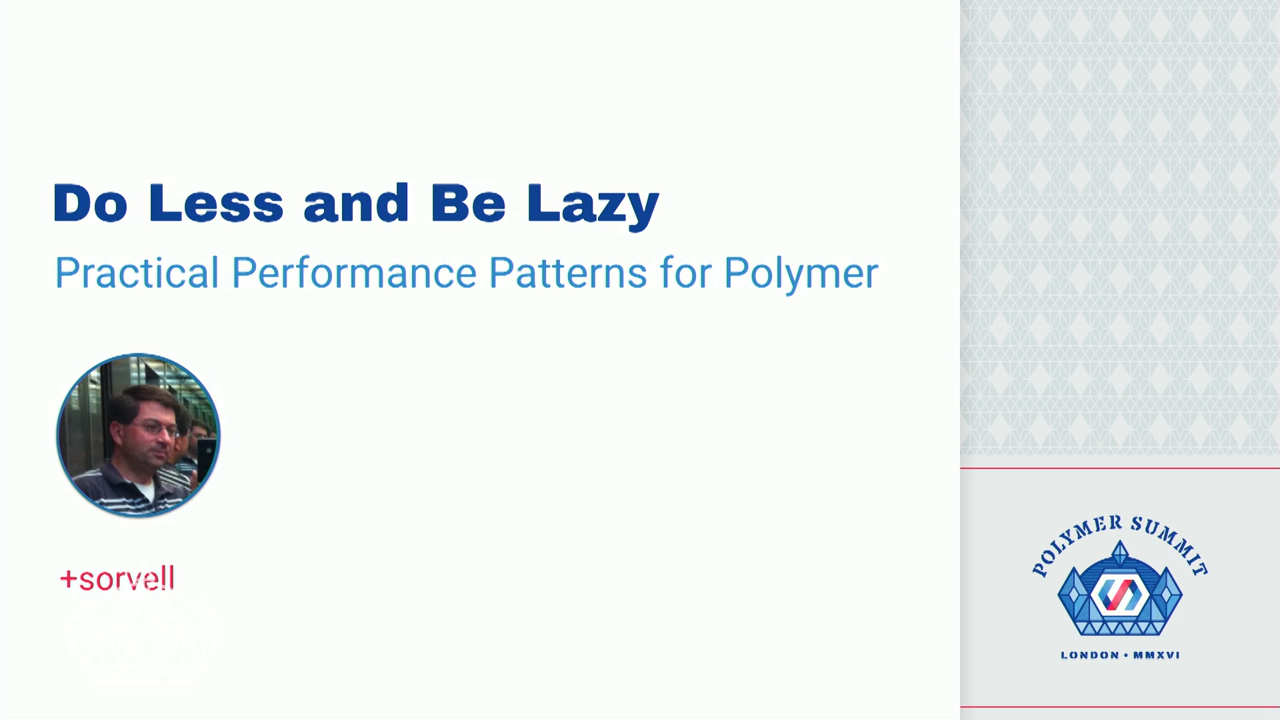 Do Less and Be Lazy
Practical Performance Patterns for Polymer
+sorvell
POLYMER SUMMIT
LONDON • MMXVI